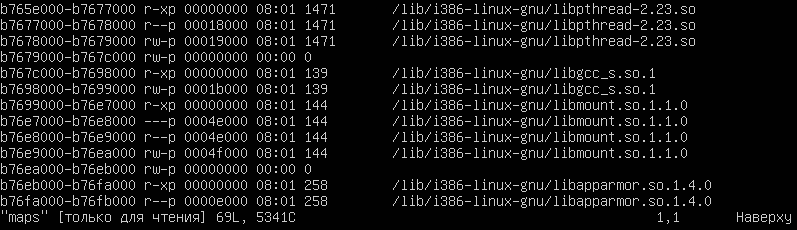 b765e000-b7677000 r-xp 00000000 08:01 1471       /lib/i386-linux-gnu/libpthread-2.23.so
b7677000-b7678000 r--p 00018000 08:01 1471       /lib/i386-linux-gnu/libpthread-2.23.so
b7678000-b7679000 rw-p 00019000 08:01 1471       /lib/i386-linux-gnu/libpthread-2.23.so
b7679000-b767c000 rw-p 00000000 00:00 0
b767c000-b7698000 r-xp 00000000 08:01 139        /lib/i386-linux-gnu/libgcc_s.so.1
b7698000-b7699000 rw-p 0001b000 08:01 139        /lib/i386-linux-gnu/libgcc_s.so.1
b7699000-b76e7000 r-xp 00000000 08:01 144        /lib/i386-linux-gnu/libmount.so.1.1.0
b76e7000-b76e8000 ---p 0004e000 08:01 144        /lib/i386-linux-gnu/libmount.so.1.1.0
b76e8000-b76e9000 r--p 0004e000 08:01 144        /lib/i386-linux-gnu/libmount.so.1.1.0
b76e9000-b76ea000 rw-p 0004f000 08:01 144        /lib/i386-linux-gnu/libmount.so.1.1.0
b76ea000-b76eb000 rw-p 00000000 00:00 0
b76eb000-b76fa000 r-xp 00000000 08:01 258        /lib/i386-linux-gnu/libapparmor.so.1.4.0
b76fa000-b76fb000 r--p 0000e000 08:01 258        /lib/i386-linux-gnu/libapparmor.so.1.4.0
"maps" [только для чтения] 69L, 5341C                                             1,1       Наверху